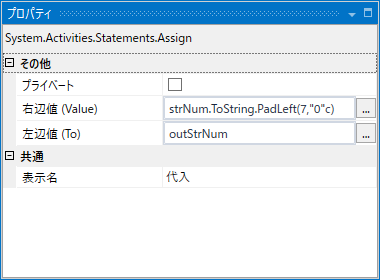 プロパティ
System.Activities.Statements.Assign
その他
プライベート
右辺値 (Value) strNum.ToString.PadLeft(7,"0"c) ...
左辺値 (To) outStrNum ...
共通
表示名 代入